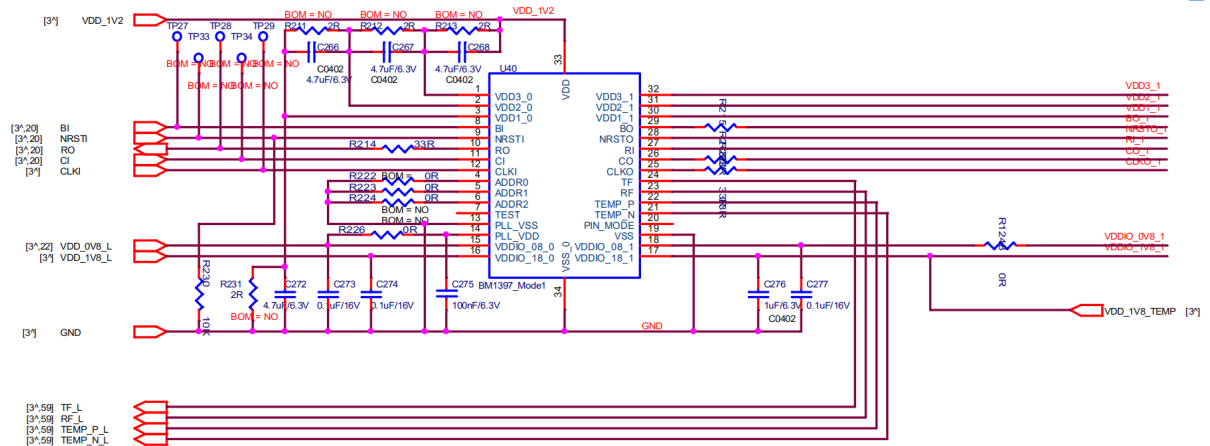 [3^] VDD_1V2
TP27 TP28 TP29
TP33 TP34
BOM = NO
BOM = NO
BOM = NO BOM = NO BOM = NO VDD_1V2
R211 2R R212 2R R213 2R
C266 C267 C268
4.7uF/6.3V 4.7uF/6.3V 4.7uF/6.3V
C0402 C0402 C0402
U40
33
VDD
1 VDD3_0 VDD3_1 32 VDD3_1
2 VDD2_0 VDD2_1 31 VDD2_1
3 VDD1_0 VDD1_1 30 VDD1_1
[3^,20] BI 8 BI BO 29 BO_1
[3^,20] NRSTI 9 NRSTI NRSTO 28 NRSTO_1
[3^,20] RO R214 33R 10 RO RI 27 RI_1
[3^,20] CI 11 CI CO 26 CO_1
[3^] CLKI 12 CLKI CLKO 25 CLKO_1
R222 BOM = 0R 4 ADDR0 TF 24
R223 0R 5 ADDR1 RF 23
R224 0R 6 ADDR2 TEMP_P 22
BOM = NO
BOM = NO
7 TEST TEMP_N 21
13 PLL_VSS PIN_MODE 20
R226 0R 14 PLL_VDD VSS 19
[3^,22] VDD_0V8_L 15 VDDIO_08_0 VDDIO_08_1 18 R1248 0R VDDIO_0V8_1
[3^] VDD_1V8_L 16 VDDIO_18_0 VDDIO_18_1 17 VDDIO_1V8_1
VSS_0
34
BM1397_Mode1
R230 10K
R231
2R
BOM = NO
C272 C273 C274 C275 C276 C277
4.7uF/6.3V 0.1uF/16V 0.1uF/16V 100nF/6.3V 1uF/6.3V 0.1uF/16V
C0402
[3^] GND GND
VDD_1V8_TEMP [3^]
[3^,59] TF_L
[3^,59] RF_L
[3^,59] TEMP_P_L
[3^,59] TEMP_N_L